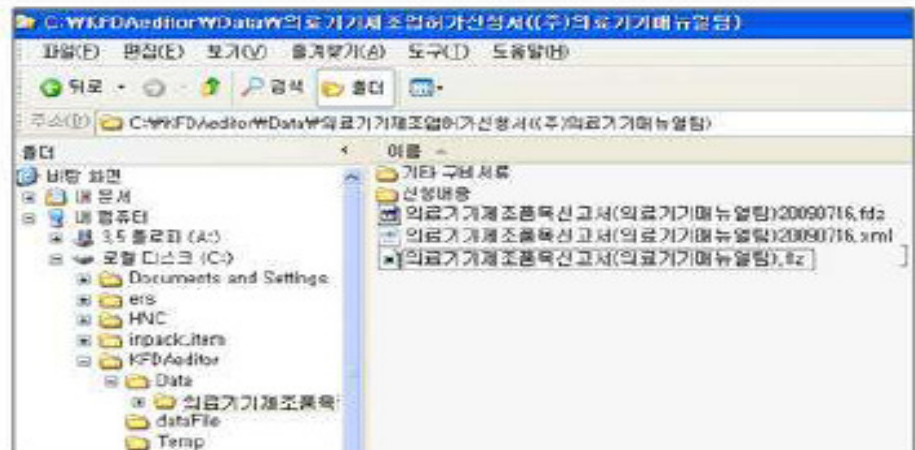 C:₩KFDAeditor₩Data₩의료기기제조업허가신청서((주)의료기기매뉴얼팀)
파일(F) 편집(E) 보기(V) 즐겨찾기(A) 도구(T) 도움말(H)
뒤로 검색 폴더
주소(D) C:₩KFDAeditor₩Data₩의료기기제조업허가신청서((주)의료기기매뉴얼팀)
폴더
바탕 화면
내 문서
내 컴퓨터
3.5 플로피 (A:)
로컬 디스크 (C:)
Documents and Settings
ers
HNC
inpack_item
KFDAeditor
Data
의료기기제조품목
dataFile
Temp
이름
기타 구비서류
신청내용
의료기기제조품목신고서(의료기기매뉴얼팀)20090716.fdz
의료기기제조품목신고서(의료기기매뉴얼팀)20090716.xml
의료기기제조품목신고서(의료기기매뉴얼팀).flz